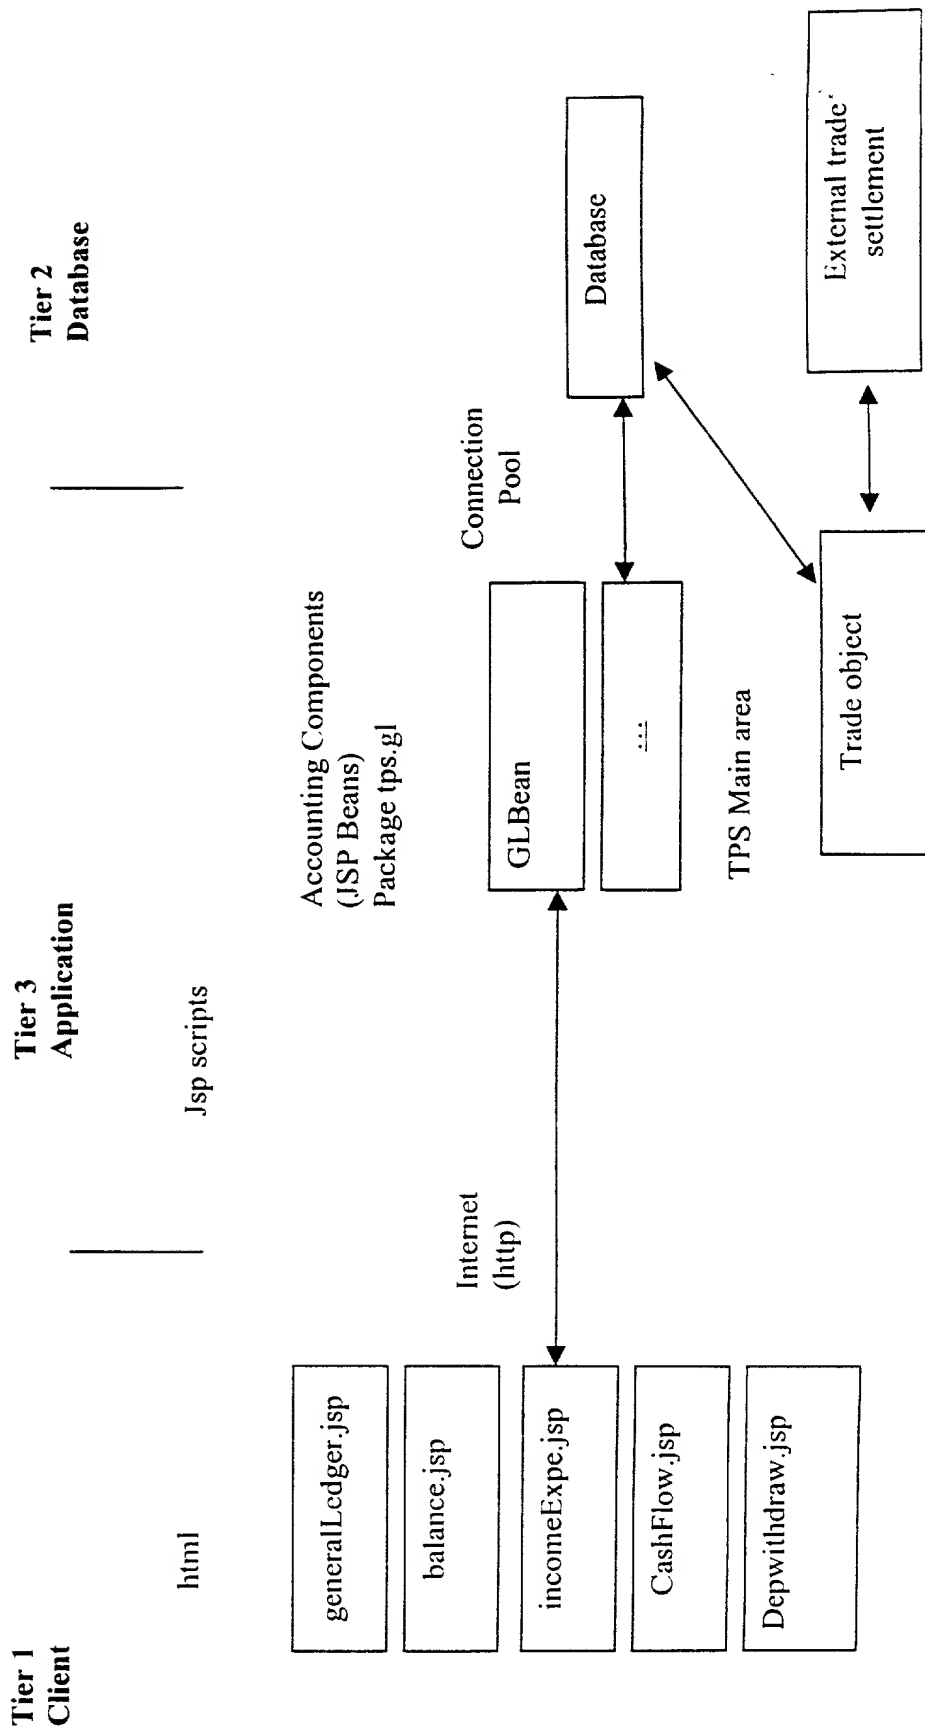 Tier 1
Client
Tier 3
Application
Tier 2
Database
html
Jsp scripts
Accounting Components
(JSP Beans)
Package tps.gl
generalLedger.jsp
balance.jsp
incomeExpe.jsp
CashFlow.jsp
Depwithdraw.jsp
Internet
(http)
GLBean
...
TPS Main area
Trade object
Connection
Pool
Database
External trade
settlement